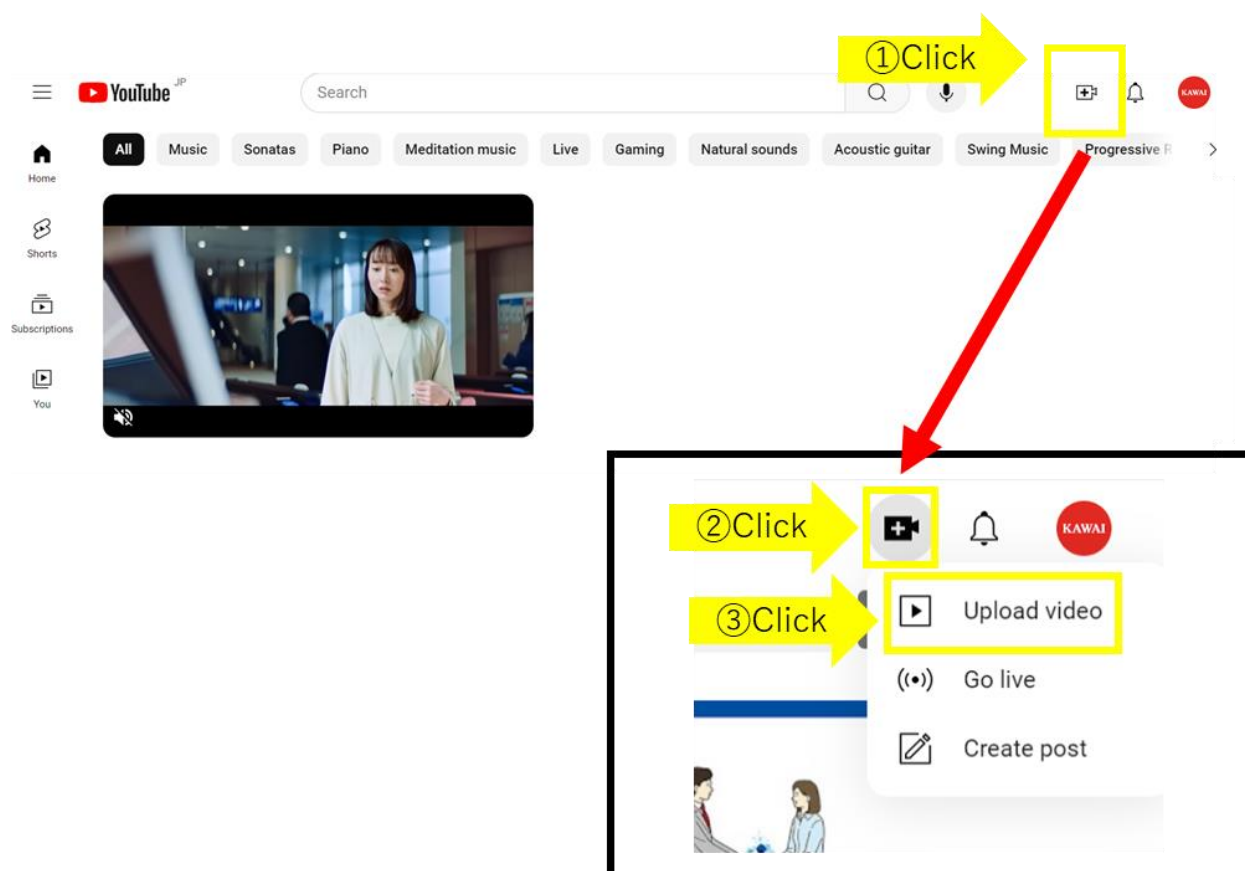 ①Click
YouTube JP
Search
KAWAI
All Music Sonatas Piano Meditation music Live Gaming Natural sounds Acoustic guitar Swing Music Progressive R
Home
Shorts
Subscriptions
You
②Click
KAWAI
③Click
Upload video
Go live
Create post